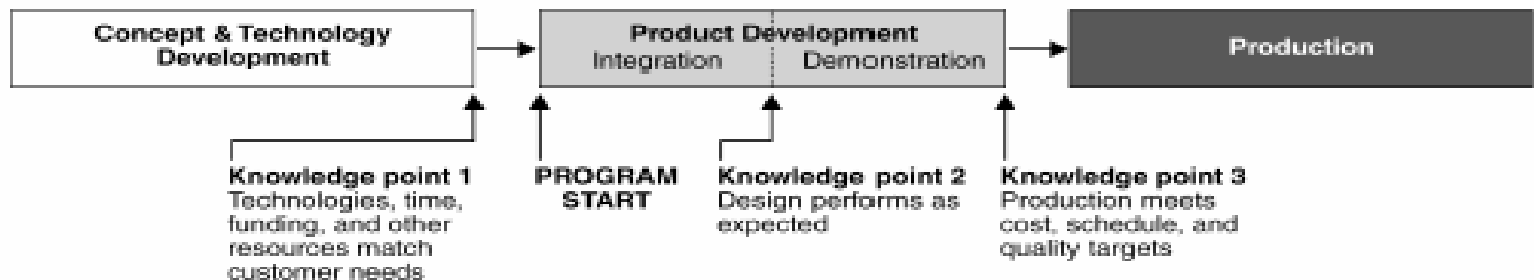 Concept & Technology
Development
Product Development
Integration Demonstration
Production
Knowledge point 1
Technologies, time,
funding, and other
resources match
customer needs
PROGRAM
START
Knowledge point 2
Design performs as
expected
Knowledge point 3
Production meets
cost, schedule, and
quality targets